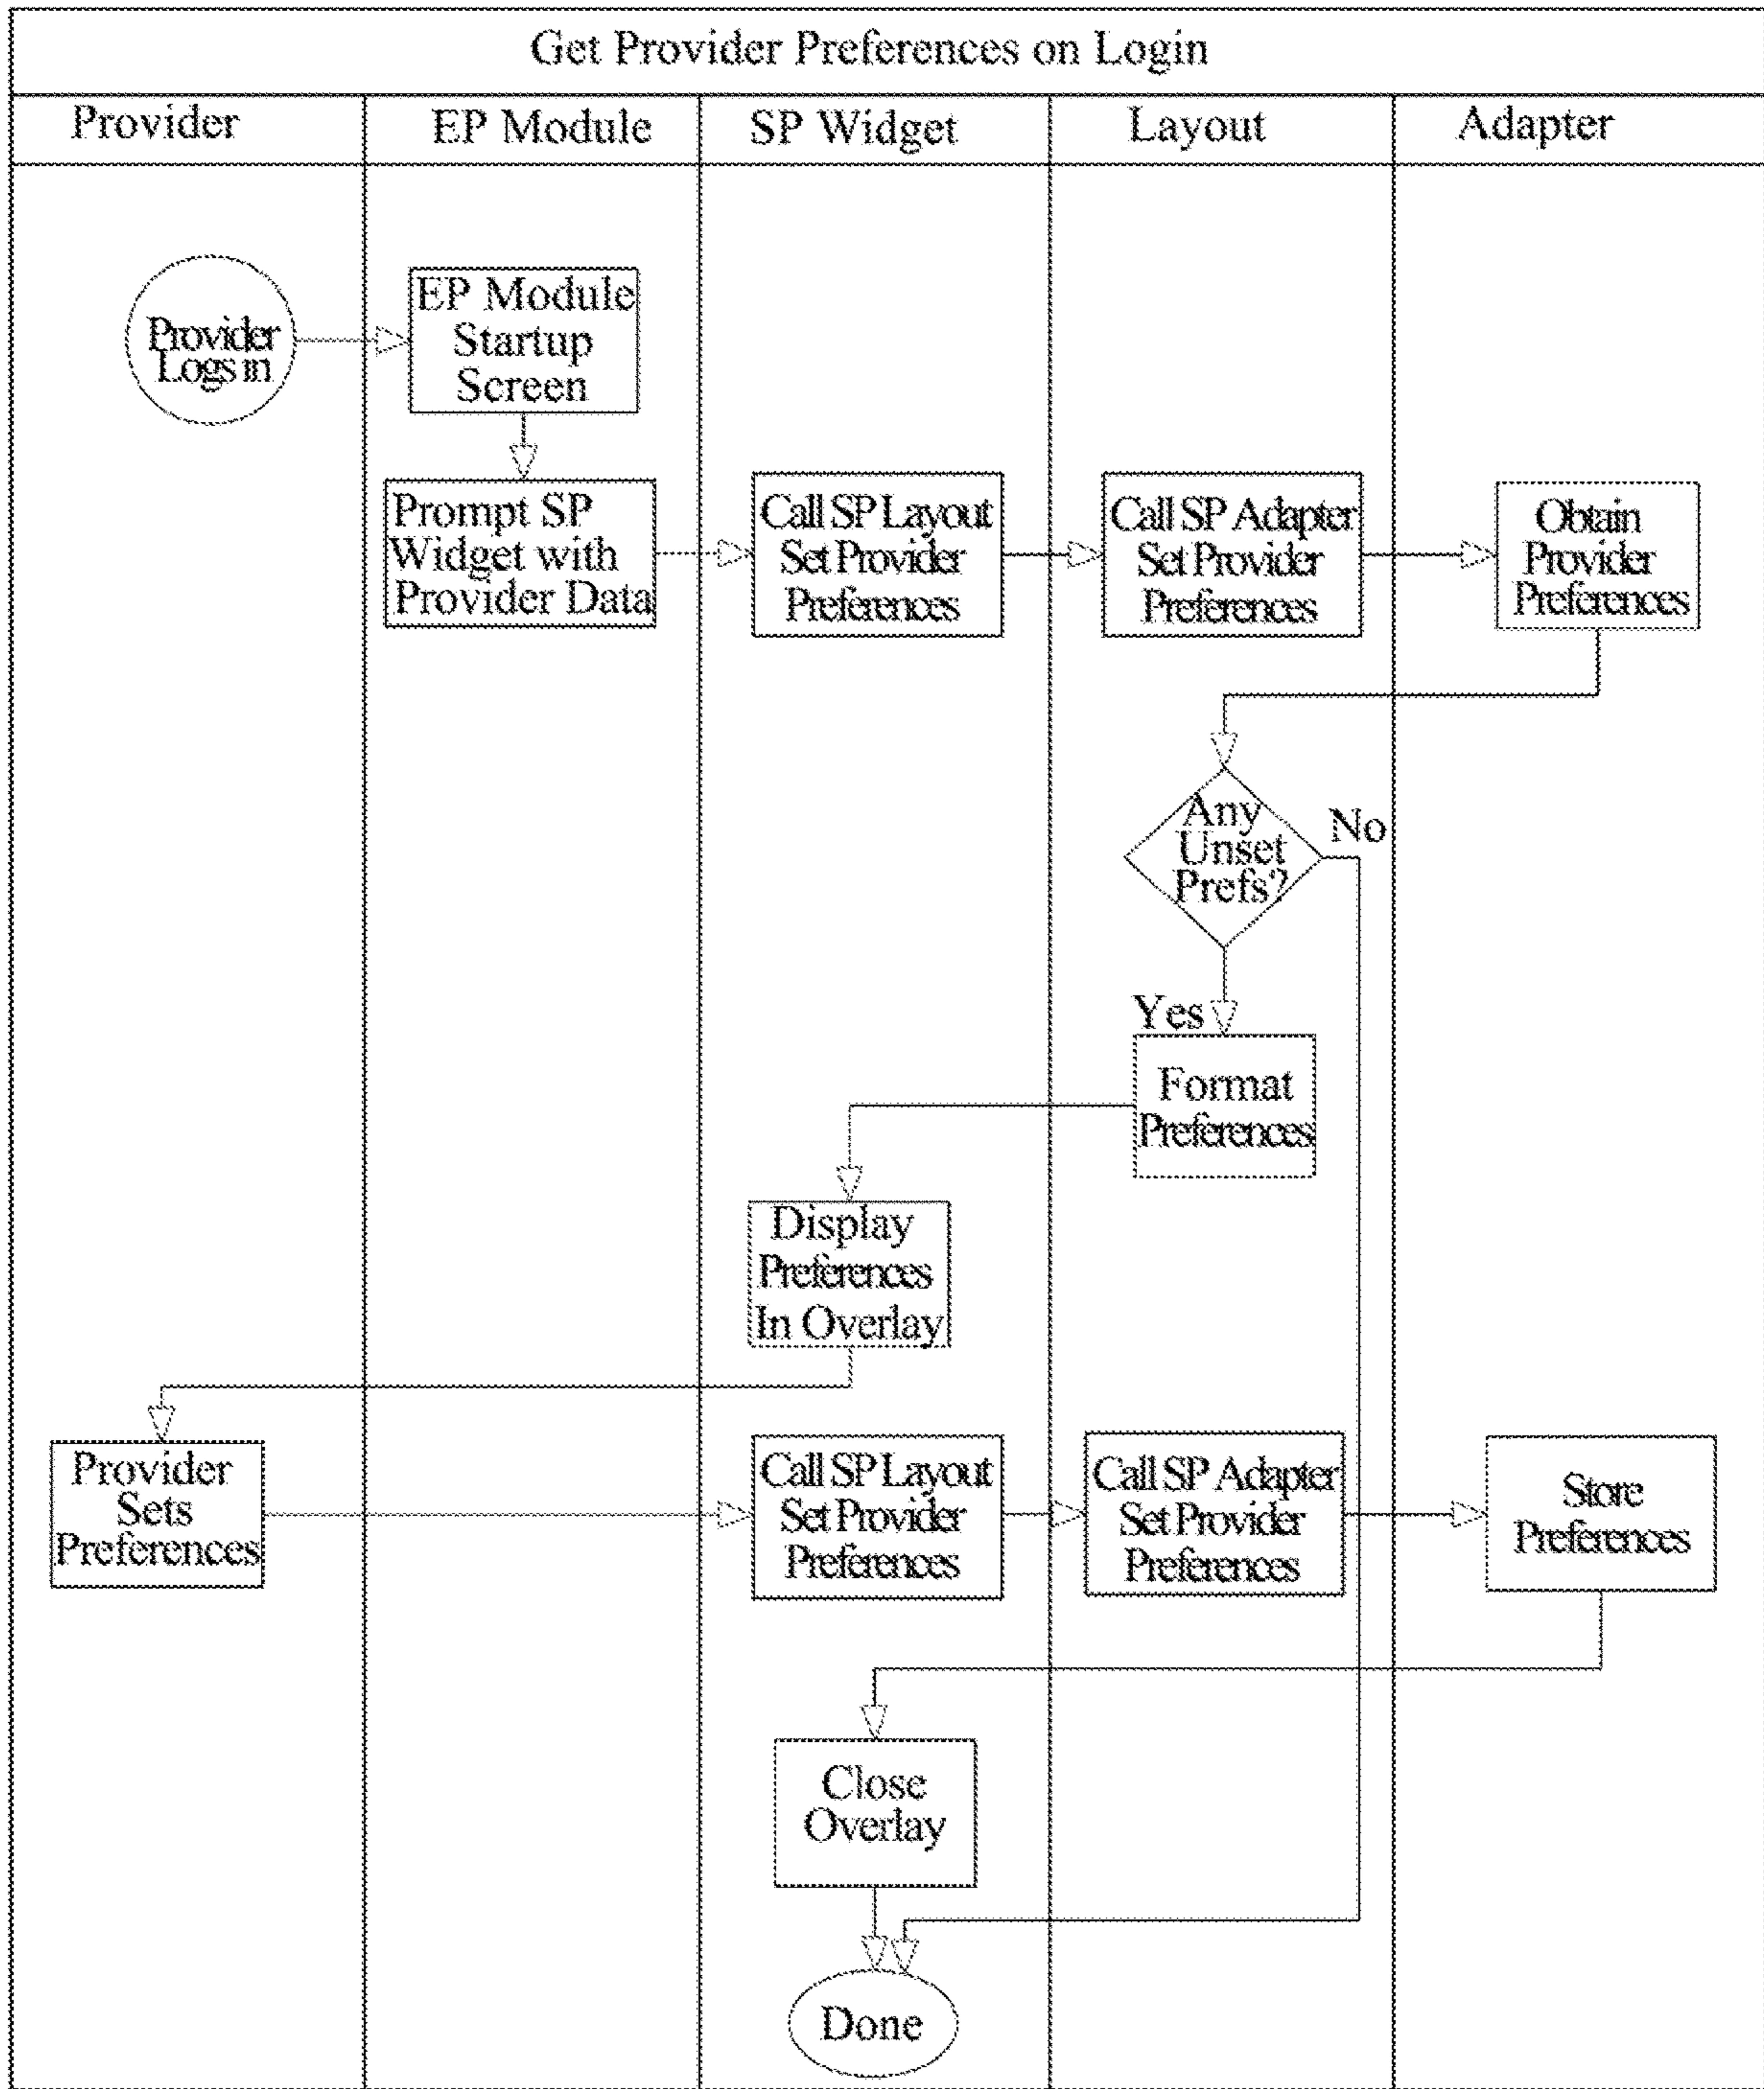 Get Provider Preferences on Login
Provider
EP Module
SP Widget
Layout
Adapter
Provider
Logs in
EP Module
Startup
Screen
Prompt SP
Widget with
Provider Data
Call SP Layout
Set Provider
Preferences
Call SP Adapter
Set Provider
Preferences
Obtain
Provider
Preferences
Any
Unset
Prefs?
No
Yes
Format
Preferences
Display
Preferences
In Overlay
Provider
Sets
Preferences
Call SP Layout
Set Provider
Preferences
Call SP Adapter
Set Provider
Preferences
Store
Preferences
Close
Overlay
Done